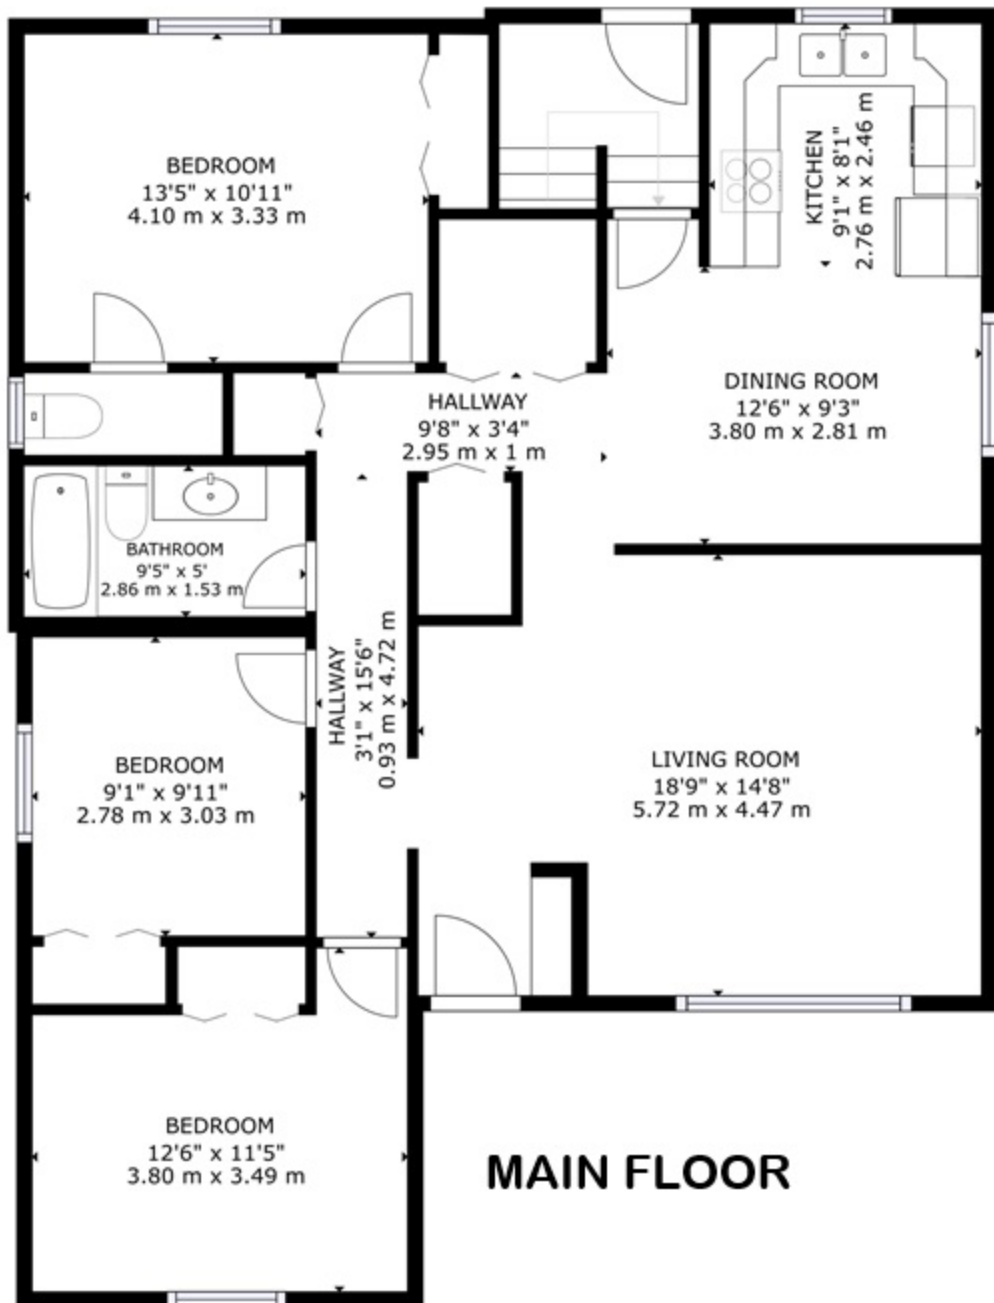 BEDROOM
13'5" x 10'11"
4.10 m x 3.33 m
KITCHEN
9'1" x 8'1"
2.76 m x 2.46 m
DINING ROOM
12'6" x 9'3"
3.80 m x 2.81 m
HALLWAY
9'8" x 3'4"
2.95 m x 1 m
BATHROOM
9'5" x 5'
2.86 m x 1.53 m
HALLWAY
3'1" x 15'6"
0.93 m x 4.72 m
BEDROOM
9'1" x 9'11"
2.78 m x 3.03 m
LIVING ROOM
18'9" x 14'8"
5.72 m x 4.47 m
BEDROOM
12'6" x 11'5"
3.80 m x 3.49 m
MAIN FLOOR